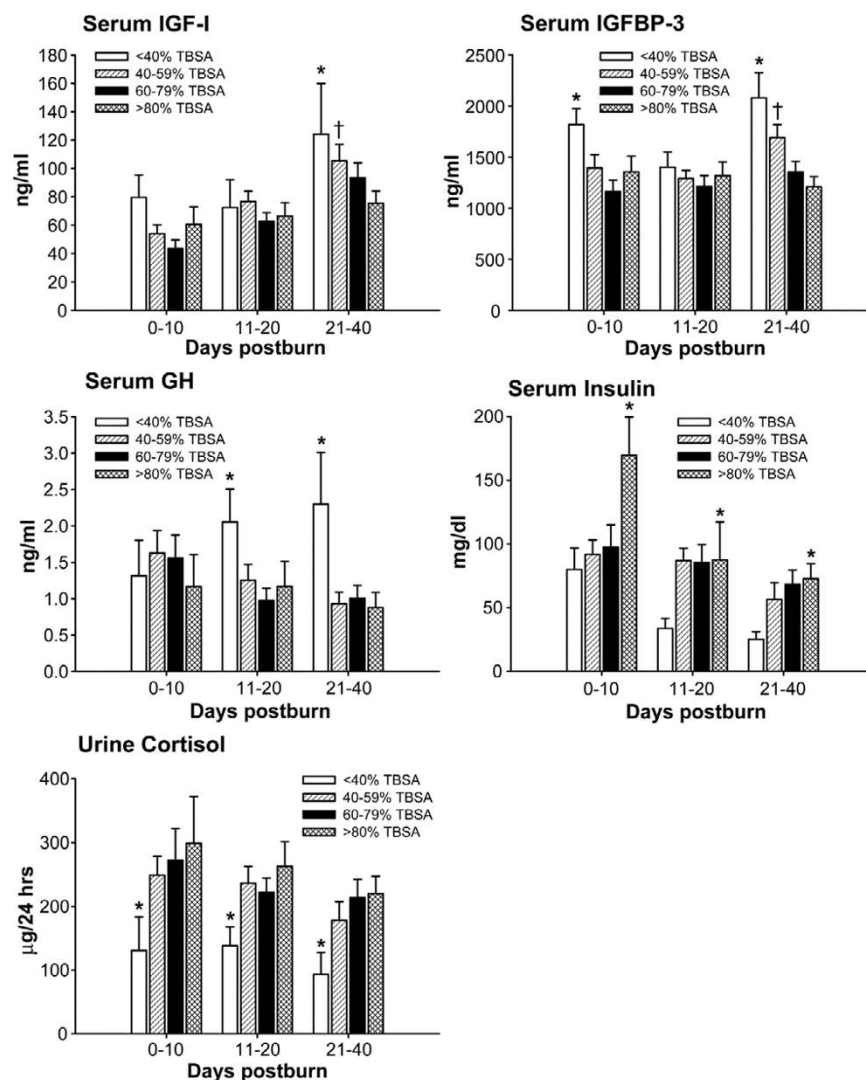 Serum IGF-I
<40% TBSA
40-59% TBSA
60-79% TBSA
>80% TBSA
180
160
140
120
100
80
60
40
20
0
ng/ml
*
†
0-10
11-20
21-40
Days postburn
Serum IGFBP-3
<40% TBSA
40-59% TBSA
60-79% TBSA
>80% TBSA
2500
2000
1500
1000
500
0
ng/ml
*
*
†
0-10
11-20
21-40
Days postburn
Serum GH
<40% TBSA
40-59% TBSA
60-79% TBSA
>80% TBSA
3.5
3.0
2.5
2.0
1.5
1.0
0.5
0.0
ng/ml
*
*
0-10
11-20
21-40
Days postburn
Serum Insulin
<40% TBSA
40-59% TBSA
60-79% TBSA
>80% TBSA
200
150
100
50
0
mg/dl
*
*
*
0-10
11-20
21-40
Days postburn
Urine Cortisol
<40% TBSA
40-59% TBSA
60-79% TBSA
>80% TBSA
400
300
200
100
0
μg/24 hrs
*
*
*
0-10
11-20
21-40
Days postburn